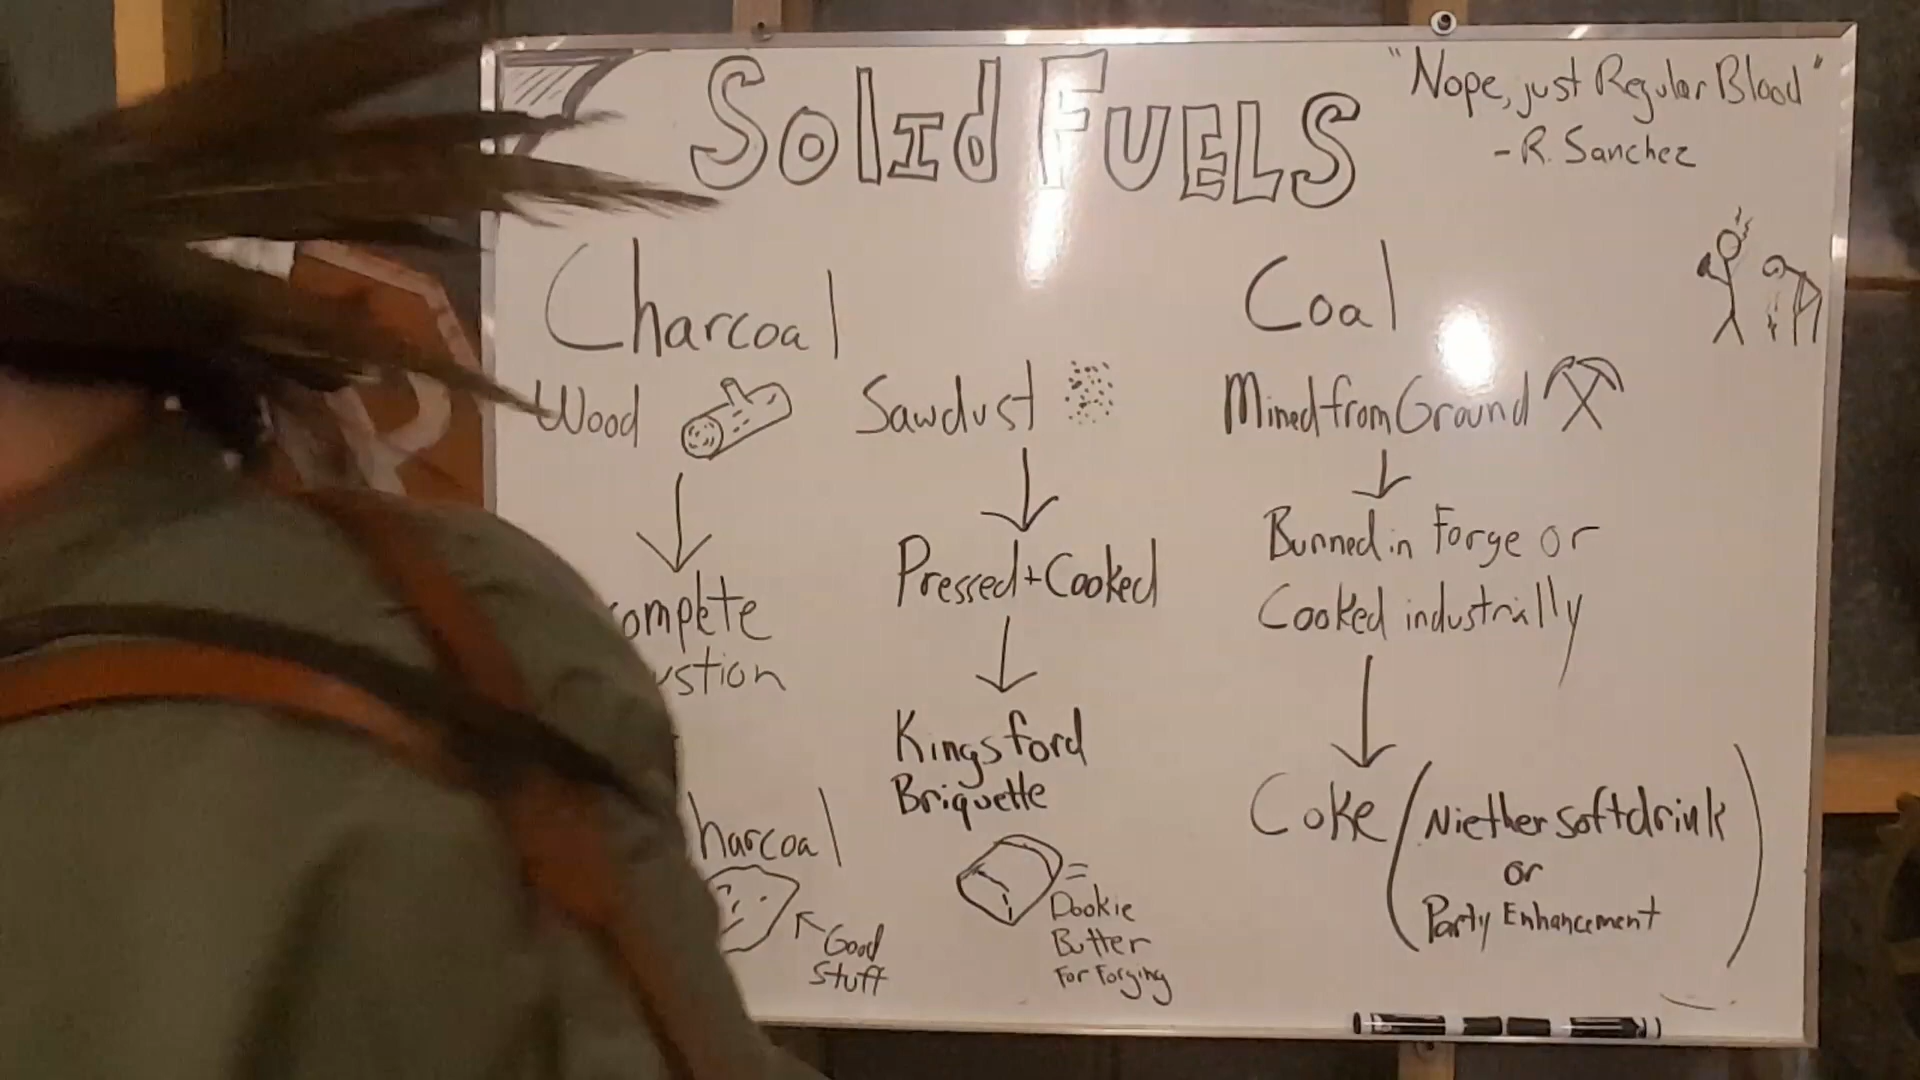 SolId FUELS
"Nope, just Regular Blood"
- R. Sanchez
Charcoal
Wood
Sawdust
omplete
ustion
harcoal
Good
Stuff
Pressed + Cooked
Kingsford
Briquette
=
Dookie
Butter
For Forging
Coal
Mined from Ground
Burned in Forge or
Cooked industrially
Coke (Niether softdrink
or
Party Enhancement)